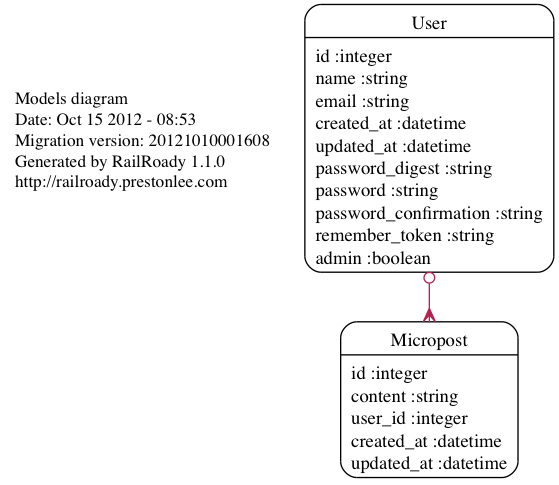 Models diagram
Date: Oct 15 2012 - 08:53
Migration version: 20121010001608
Generated by RailRoady 1.1.0
http://railroady.prestonlee.com
User
id :integer
name :string
email :string
created_at :datetime
updated_at :datetime
password_digest :string
password :string
password_confirmation :string
remember_token :string
admin :boolean
Micropost
id :integer
content :string
user_id :integer
created_at :datetime
updated_at :datetime